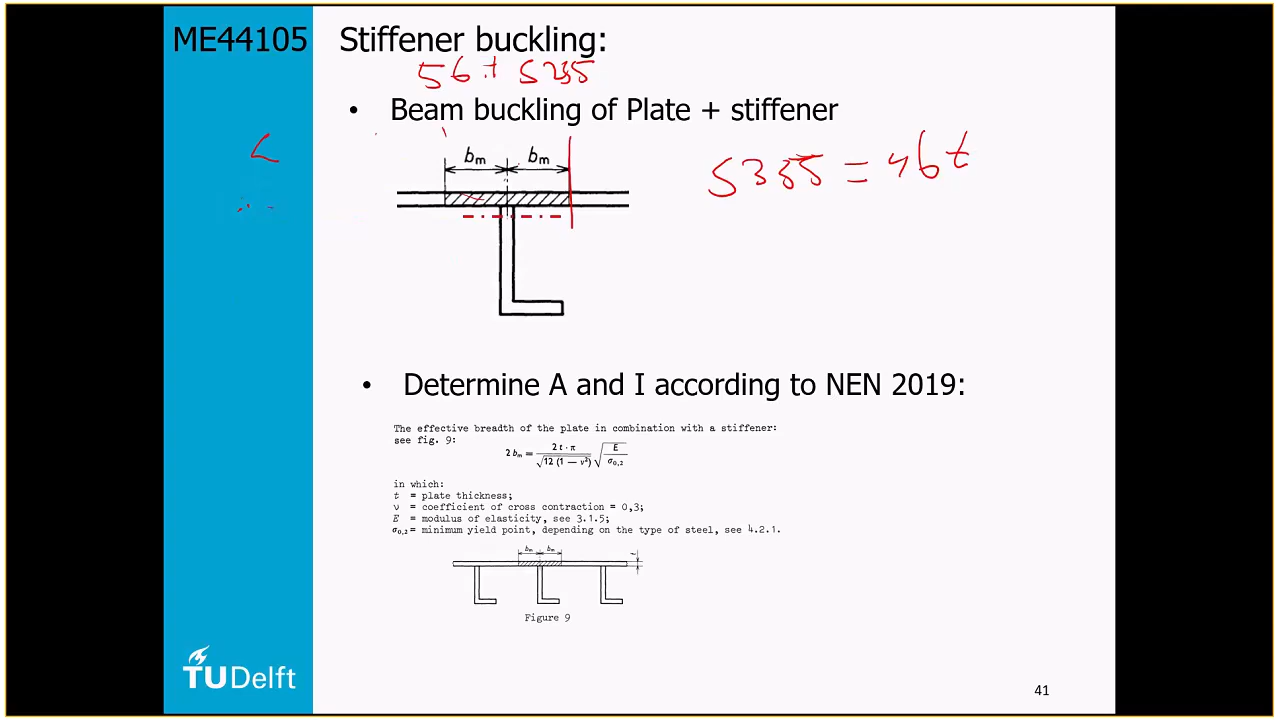 ME44105 Stiffener buckling:
56t S235
• Beam buckling of Plate + stiffener
S355 = 46t
bm bm
• Determine A and I according to NEN 2019:
The effective breadth of the plate in combination with a stiffener:
see fig. 9:
2 bm = 2 t · π / √12 (1 — ν²) √ E / σ0,2
in which:
t = plate thickness;
ν = coefficient of cross contraction = 0,3;
E = modulus of elasticity, see 3.1.5;
σ0,2= minimum yield point, depending on the type of steel, see 4.2.1.
bm bm
Figure 9
TUDelft
41